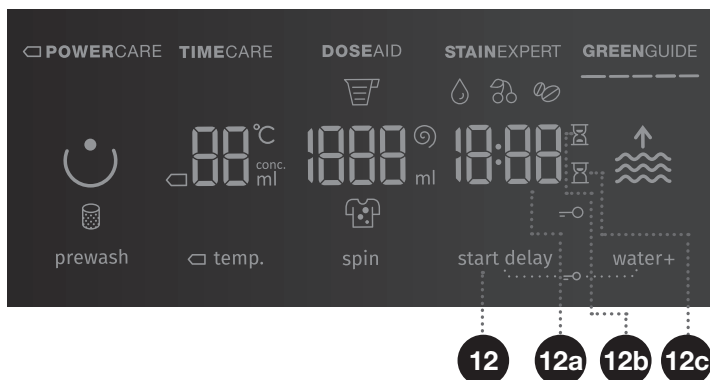 POWERCARE TIMECARE DOSEAID STAINEXPERT GREENGUIDE
88 °C conc. ml 1888 ml 18:88
prewash temp. spin start delay water+
12 12a 12b 12c